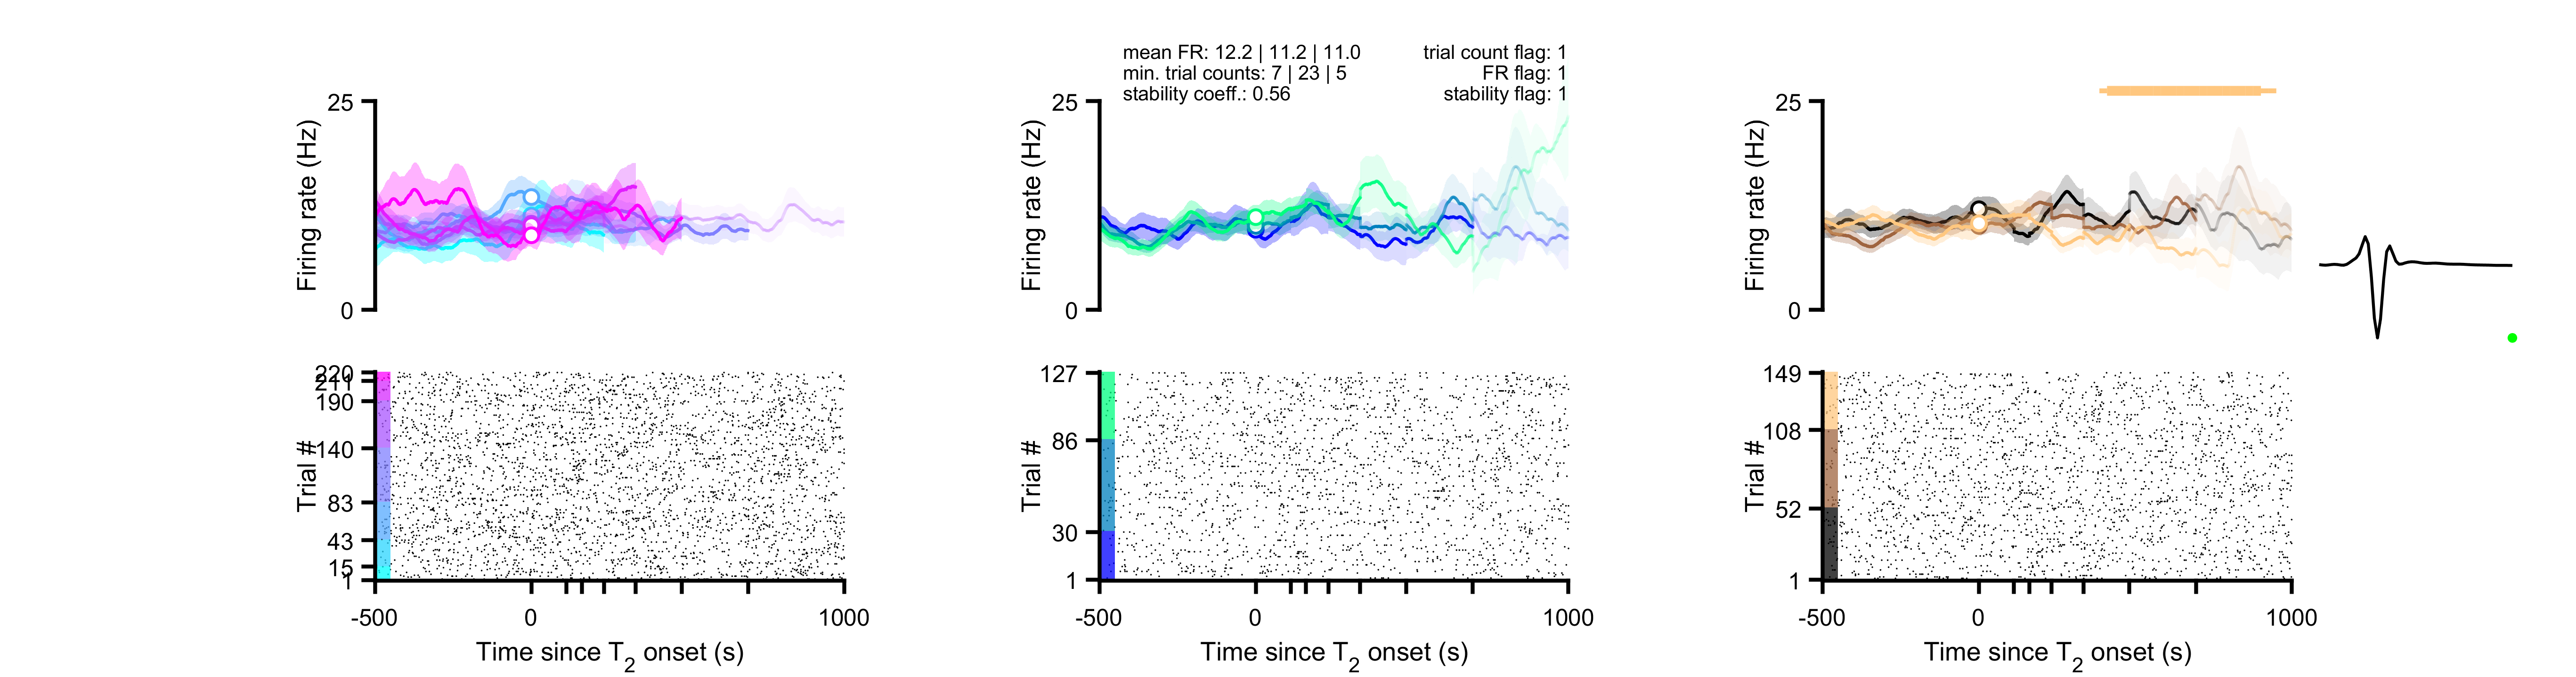 mean FR: 12.2 | 11.2 | 11.0
min. trial counts: 7 | 23 | 5
stability coeff.: 0.56
trial count flag: 1
FR flag: 1
stability flag: 1
25
0
Firing rate (Hz)
25
0
Firing rate (Hz)
25
0
Firing rate (Hz)
220
211
190
140
83
43
15
1
Trial #
-500
0
1000
Time since T2 onset (s)
127
86
30
1
Trial #
-500
0
1000
Time since T2 onset (s)
149
108
52
1
Trial #
-500
0
1000
Time since T2 onset (s)